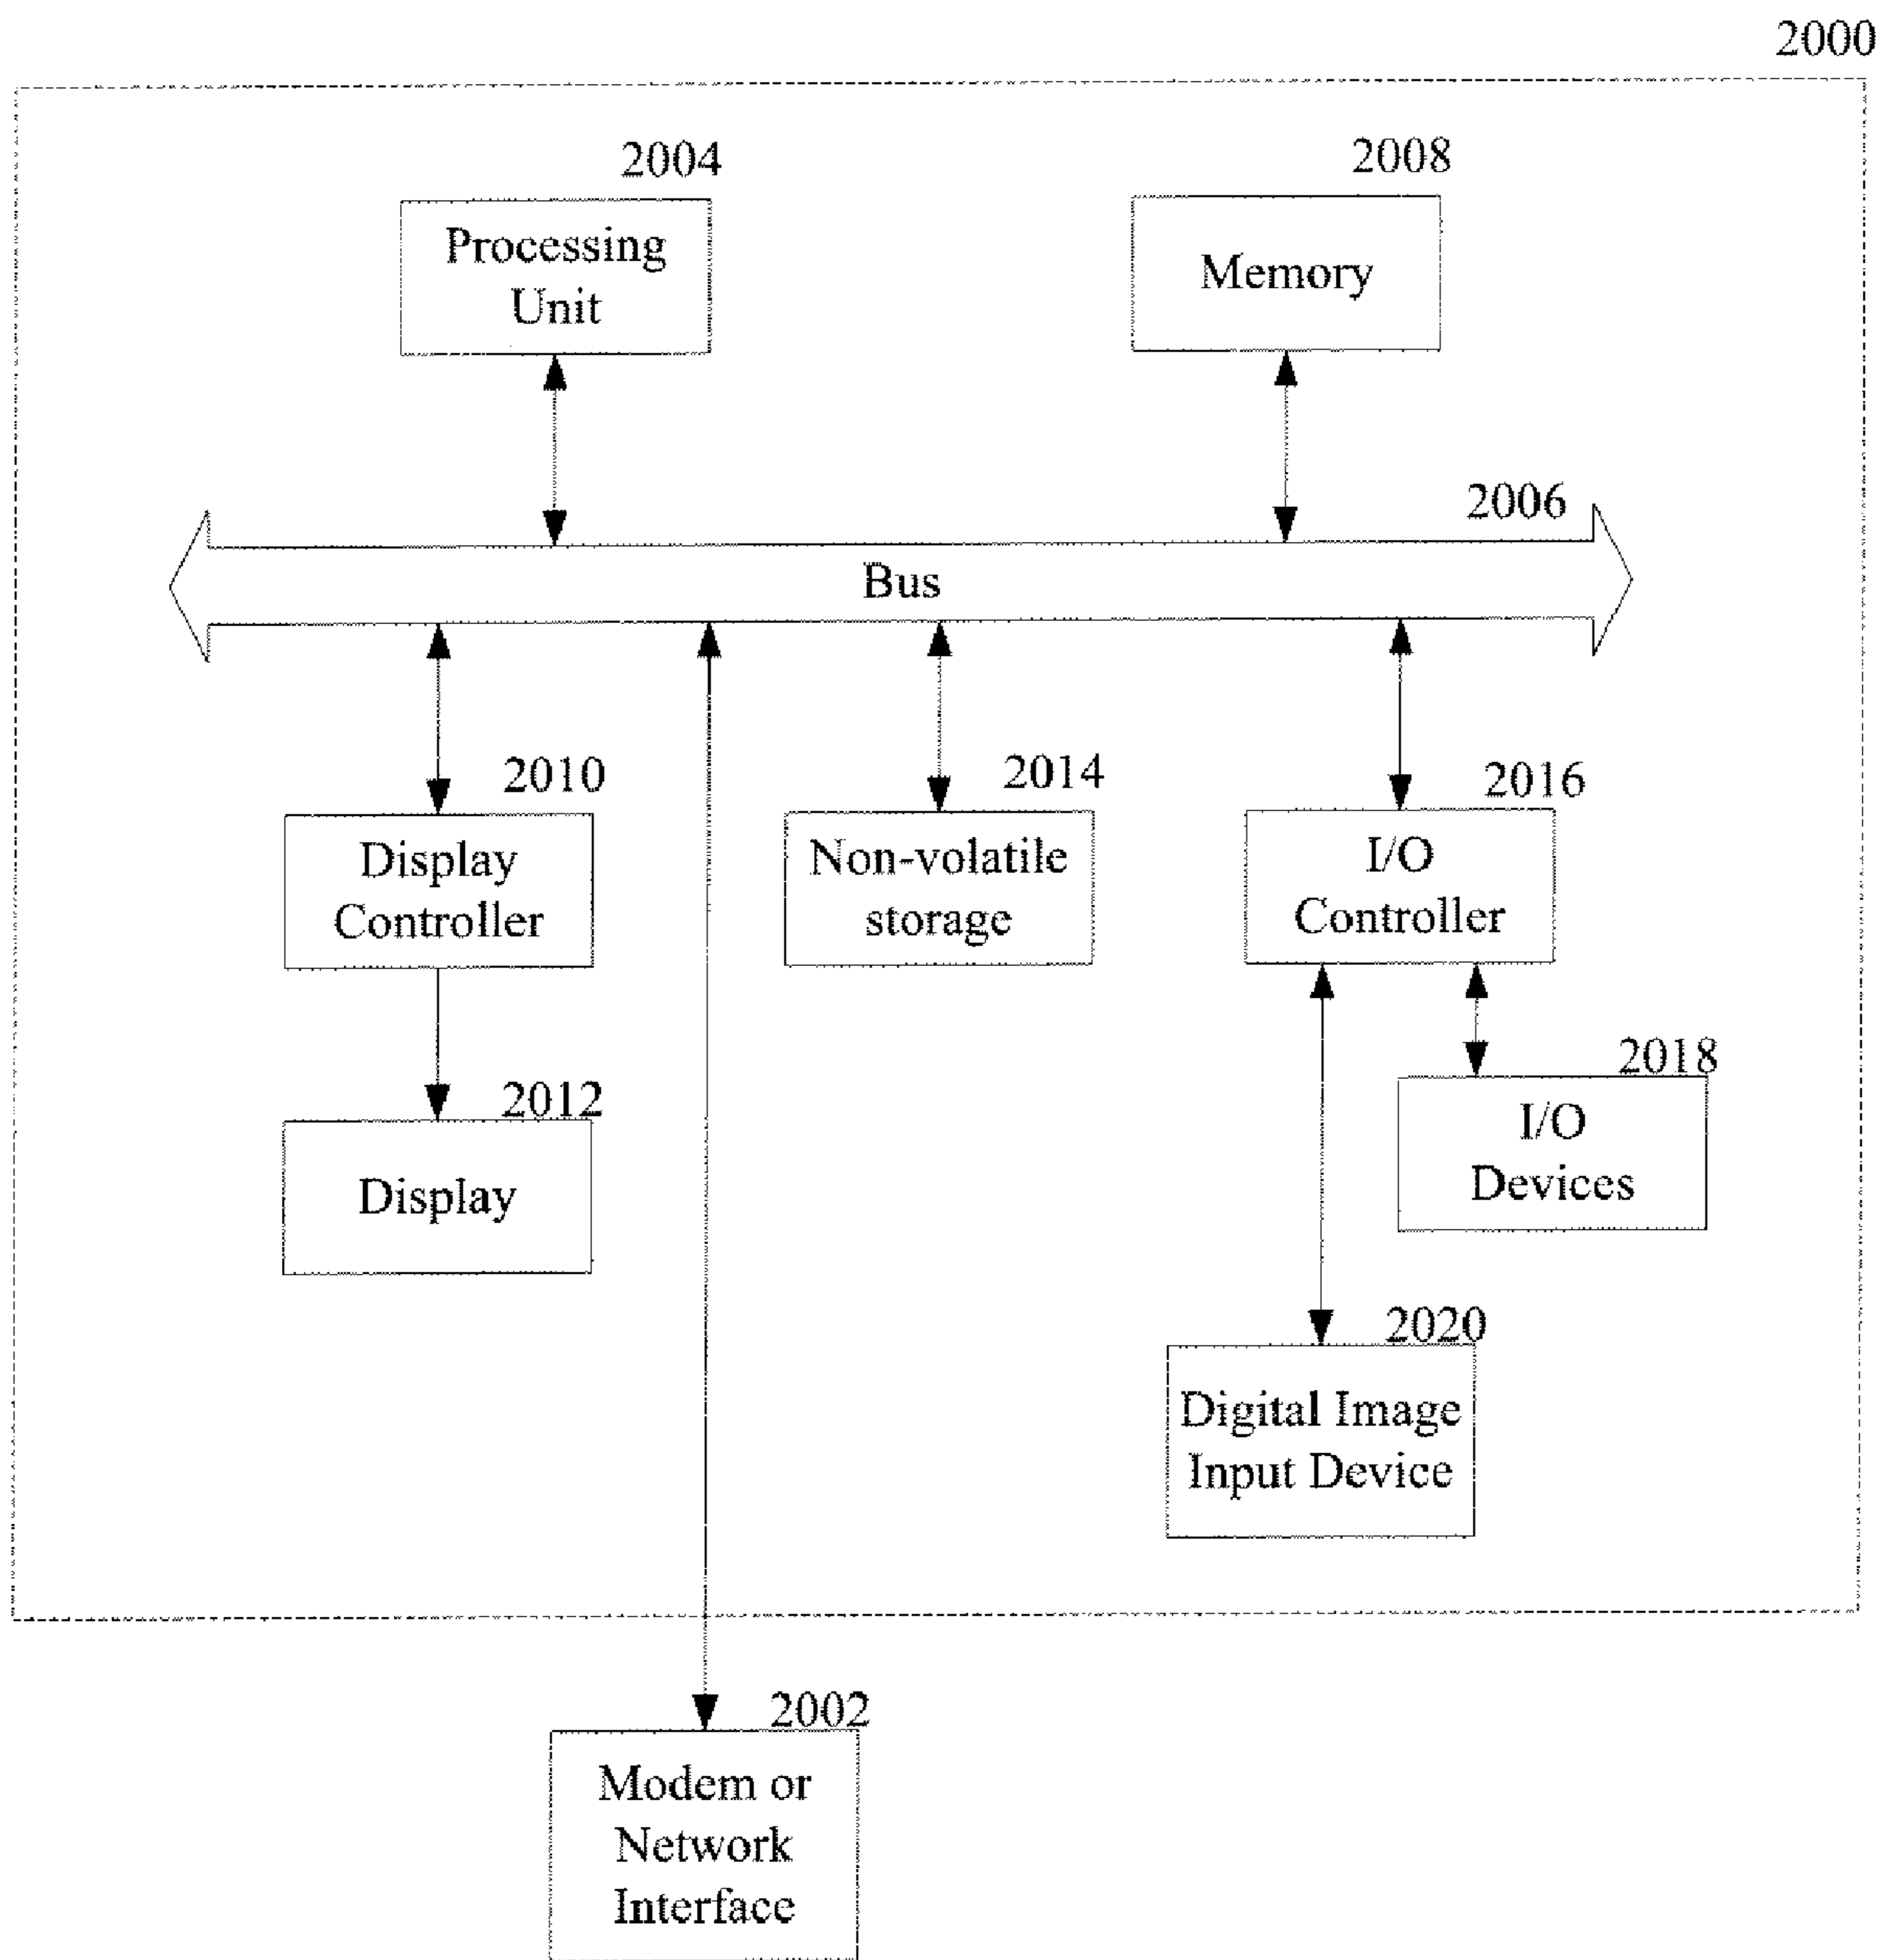 2000
2004
Processing
Unit
2008
Memory
2006
Bus
2010
Display
Controller
2014
Non-volatile
storage
2016
I/O
Controller
2012
Display
2018
I/O
Devices
2020
Digital Image
Input Device
2002
Modem or
Network
Interface